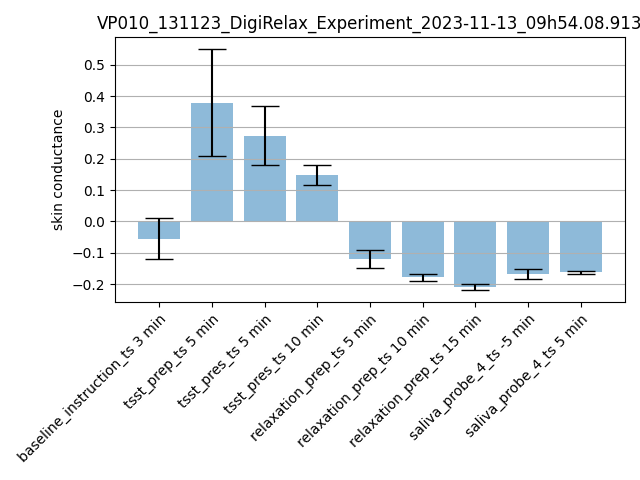 VP010_131123_DigiRelax_Experiment_2023-11-13_09h54.08.913
skin conductance
0.5
0.4
0.3
0.2
0.1
0.0
−0.1
−0.2
baseline_instruction_ts 3 min
tsst_prep_ts 5 min
tsst_pres_ts 5 min
tsst_pres_ts 10 min
relaxation_prep_ts 5 min
relaxation_prep_ts 10 min
relaxation_prep_ts 15 min
saliva_probe_4_ts -5 min
saliva_probe_4_ts 5 min